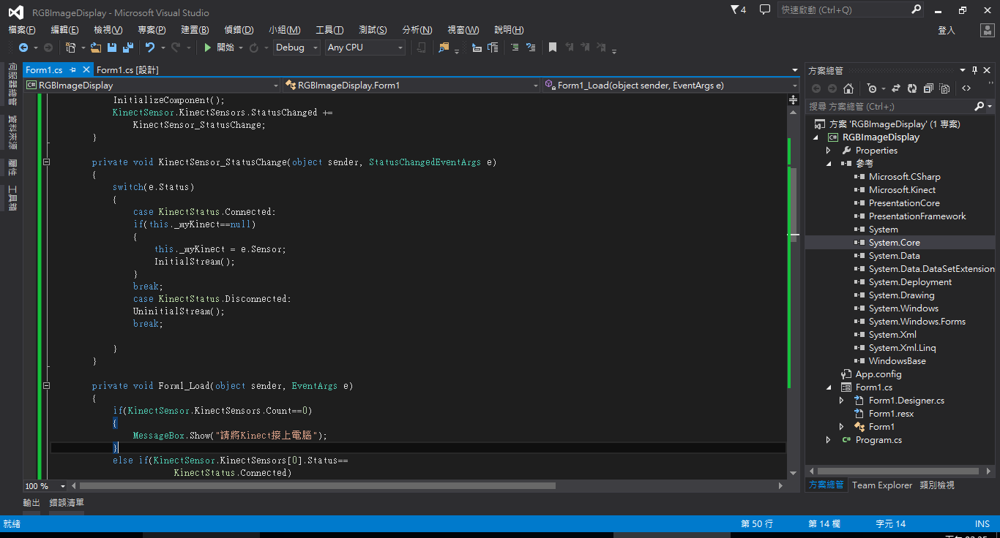 RGBImageDisplay - Microsoft Visual Studio
4
快速啟動 (Ctrl+Q)
檔案(F) 編輯(E) 檢視(V) 專案(P) 建置(B) 偵錯(D) 小組(M) 工具(T) 測試(S) 分析(N) 視窗(W) 說明(H)
登入
開始 Debug Any CPU
伺服器總管
資料來源
屬性
工具箱
Form1.cs Form1.cs [設計]
RGBImageDisplay RGBImageDisplay.Form1 Form1_Load(object sender, EventArgs e)
InitializeComponent();
KinectSensor.KinectSensors.StatusChanged +=
KinectSensor_StatusChange;
}
private void KinectSensor_StatusChange(object sender, StatusChangedEventArgs e)
{
switch(e.Status)
{
case KinectStatus.Connected:
if(this._myKinect==null)
{
this._myKinect = e.Sensor;
InitialStream();
}
break;
case KinectStatus.Disconnected:
UninitialStream();
break;
}
}
private void Form1_Load(object sender, EventArgs e)
{
if(KinectSensor.KinectSensors.Count==0)
{
MessageBox.Show("請將Kinect接上電腦");
}
else if(KinectSensor.KinectSensors[0].Status==
KinectStatus.Connected)
100 %
方案總管
搜尋 方案總管 (Ctrl+;)
方案 'RGBImageDisplay' (1 專案)
RGBImageDisplay
Properties
參考
Microsoft.CSharp
Microsoft.Kinect
PresentationCore
PresentationFramework
System
System.Core
System.Data
System.Data.DataSetExtension
System.Deployment
System.Drawing
System.Windows
System.Windows.Forms
System.Xml
System.Xml.Linq
WindowsBase
App.config
Form1.cs
Form1.Designer.cs
Form1.resx
Form1
Program.cs
方案總管 Team Explorer 類別檢視
輸出 錯誤清單
就緒 第 50 行 第 14 欄 字元 14 INS